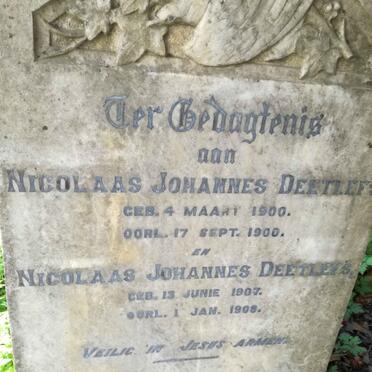 Ter Gedagtenis
aan
NICOLAAS JOHANNES DEETLEFS
GEB. 4 MAART 1900.
OORL. 17 SEPT. 1900.
EN
NICOLAAS JOHANNES DEETLEFS,
GEB. 13 JUNIE 1907.
OORL. 1 JAN. 1908.
VEILIG IN JESUS ARMEN.